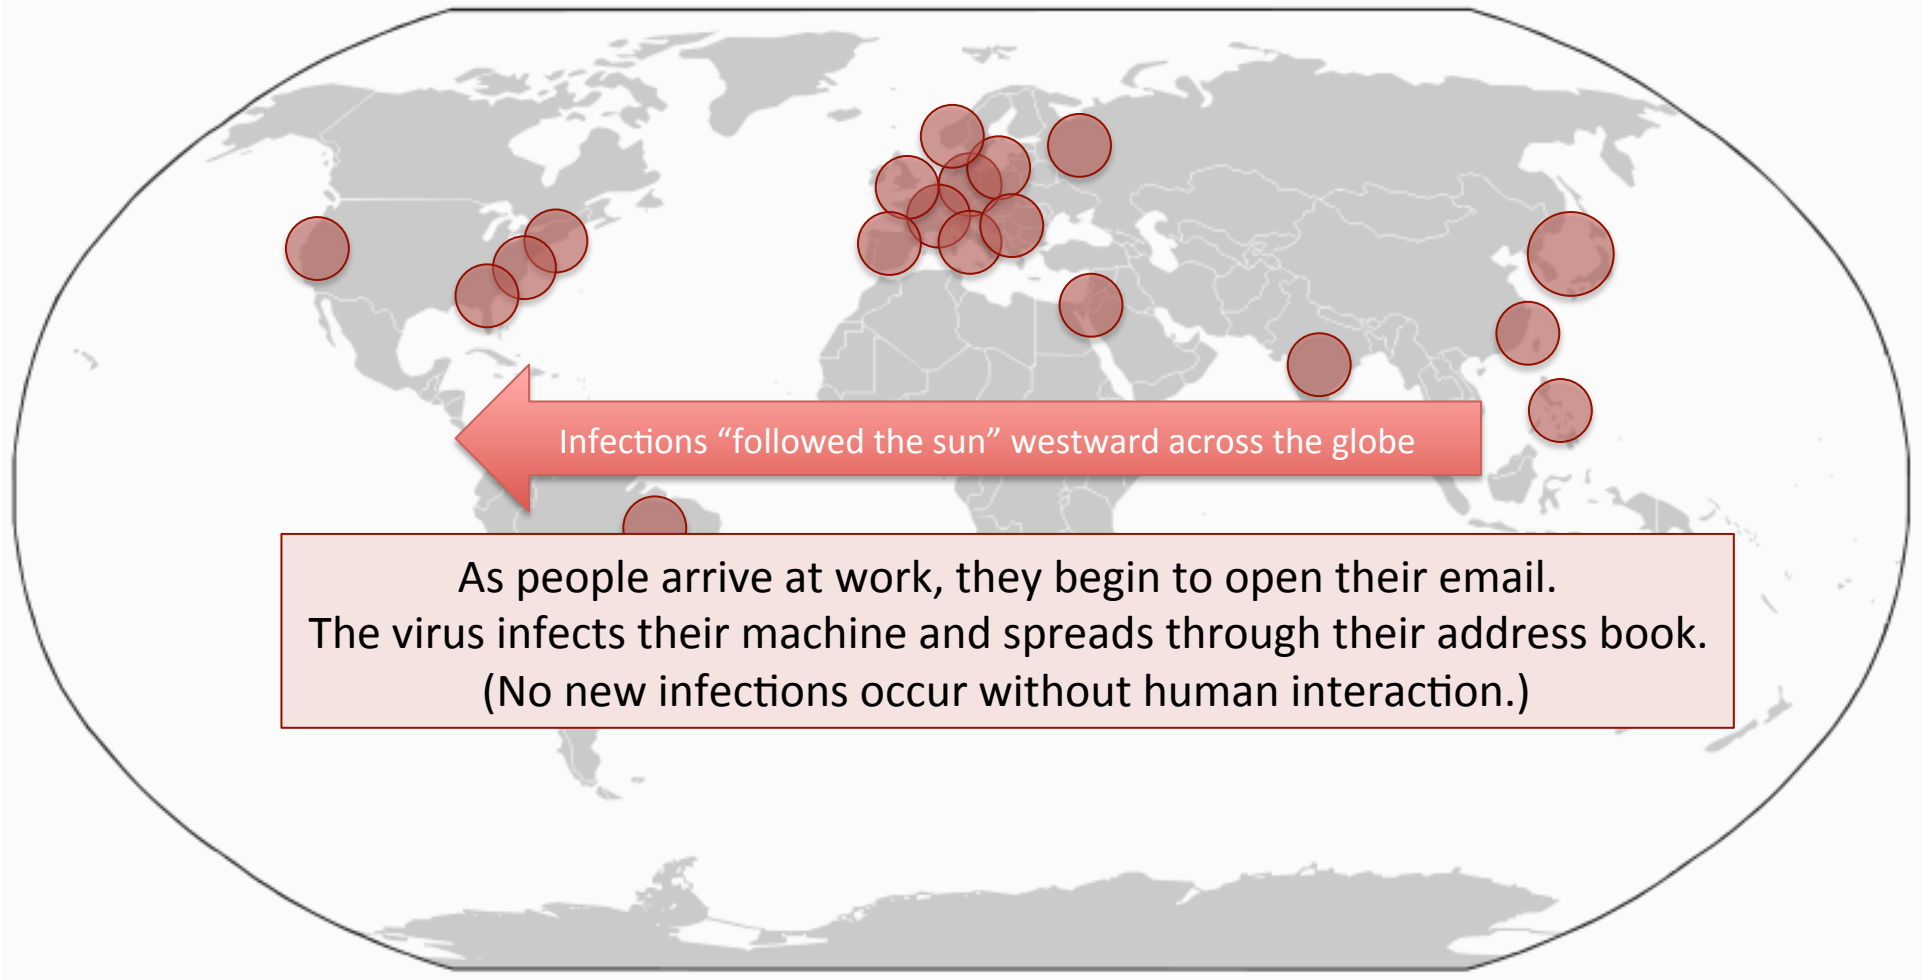 Infections “followed the sun” westward across the globe
As people arrive at work, they begin to open their email.
The virus infects their machine and spreads through their address book.
(No new infections occur without human interaction.)